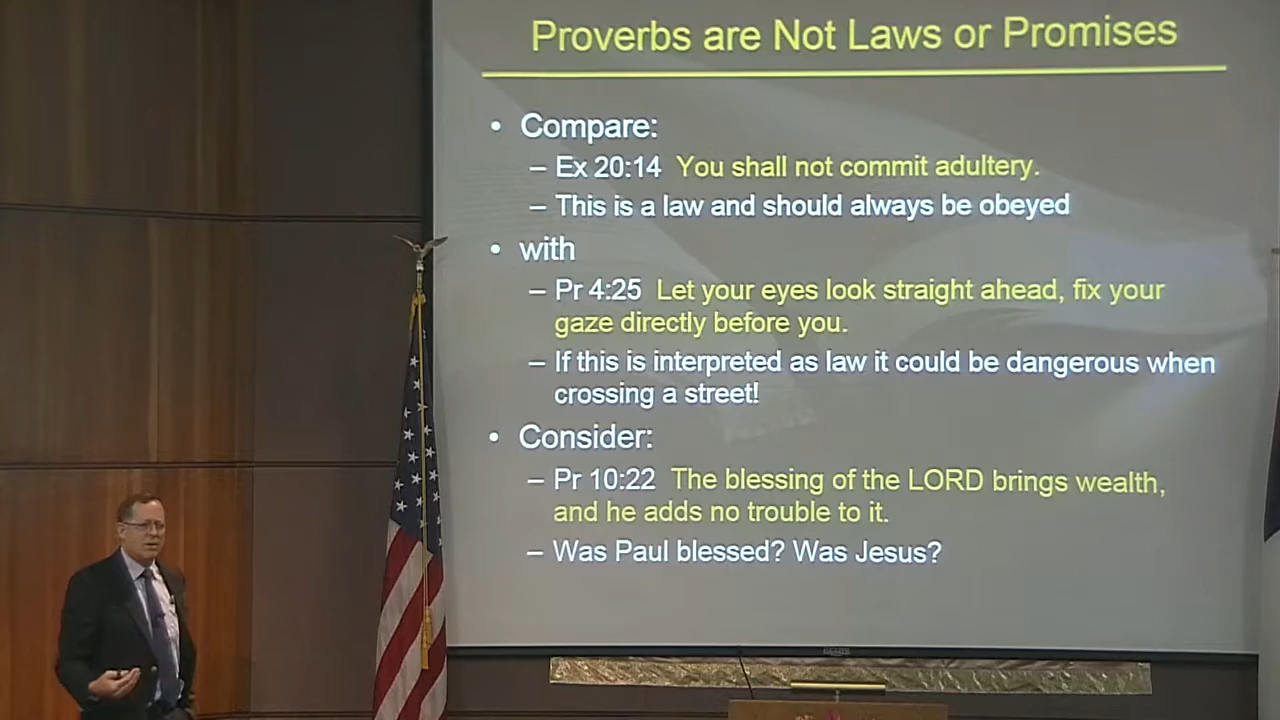 Proverbs are Not Laws or Promises
• Compare:
– Ex 20:14 You shall not commit adultery.
– This is a law and should always be obeyed
• with
– Pr 4:25 Let your eyes look straight ahead, fix your
gaze directly before you.
– If this is interpreted as law it could be dangerous when
crossing a street!
• Consider:
– Pr 10:22 The blessing of the LORD brings wealth,
and he adds no trouble to it.
– Was Paul blessed? Was Jesus?